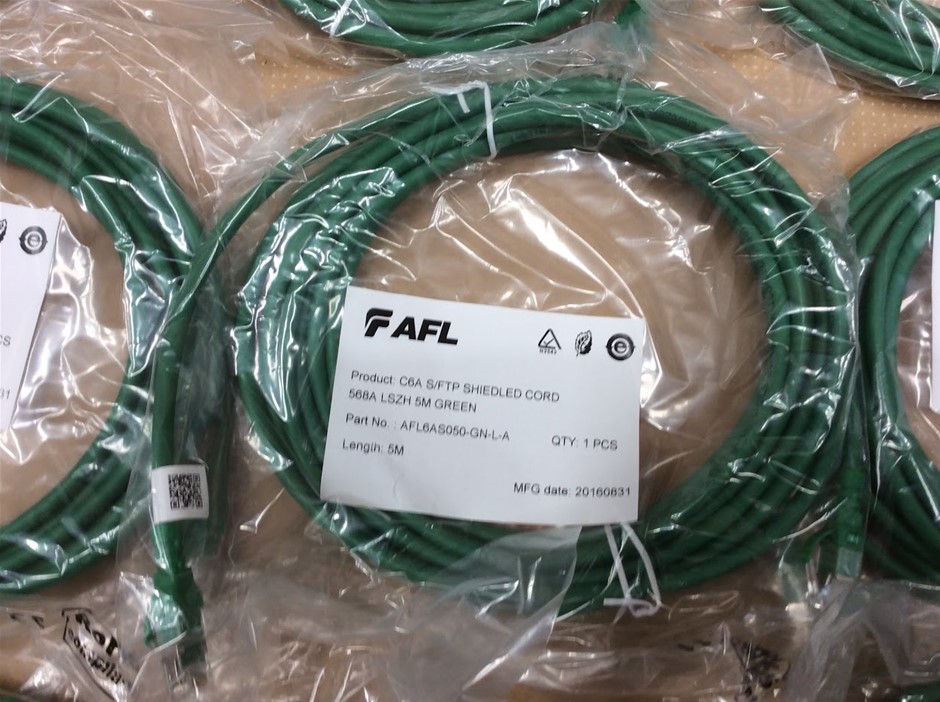 AFL
Product: C6A S/FTP SHIEDLED CORD
568A LSZH 5M GREEN
Part No. : AFL6AS050-GN-L-A
QTY: 1 PCS
Length: 5M
MFG date: 20160831